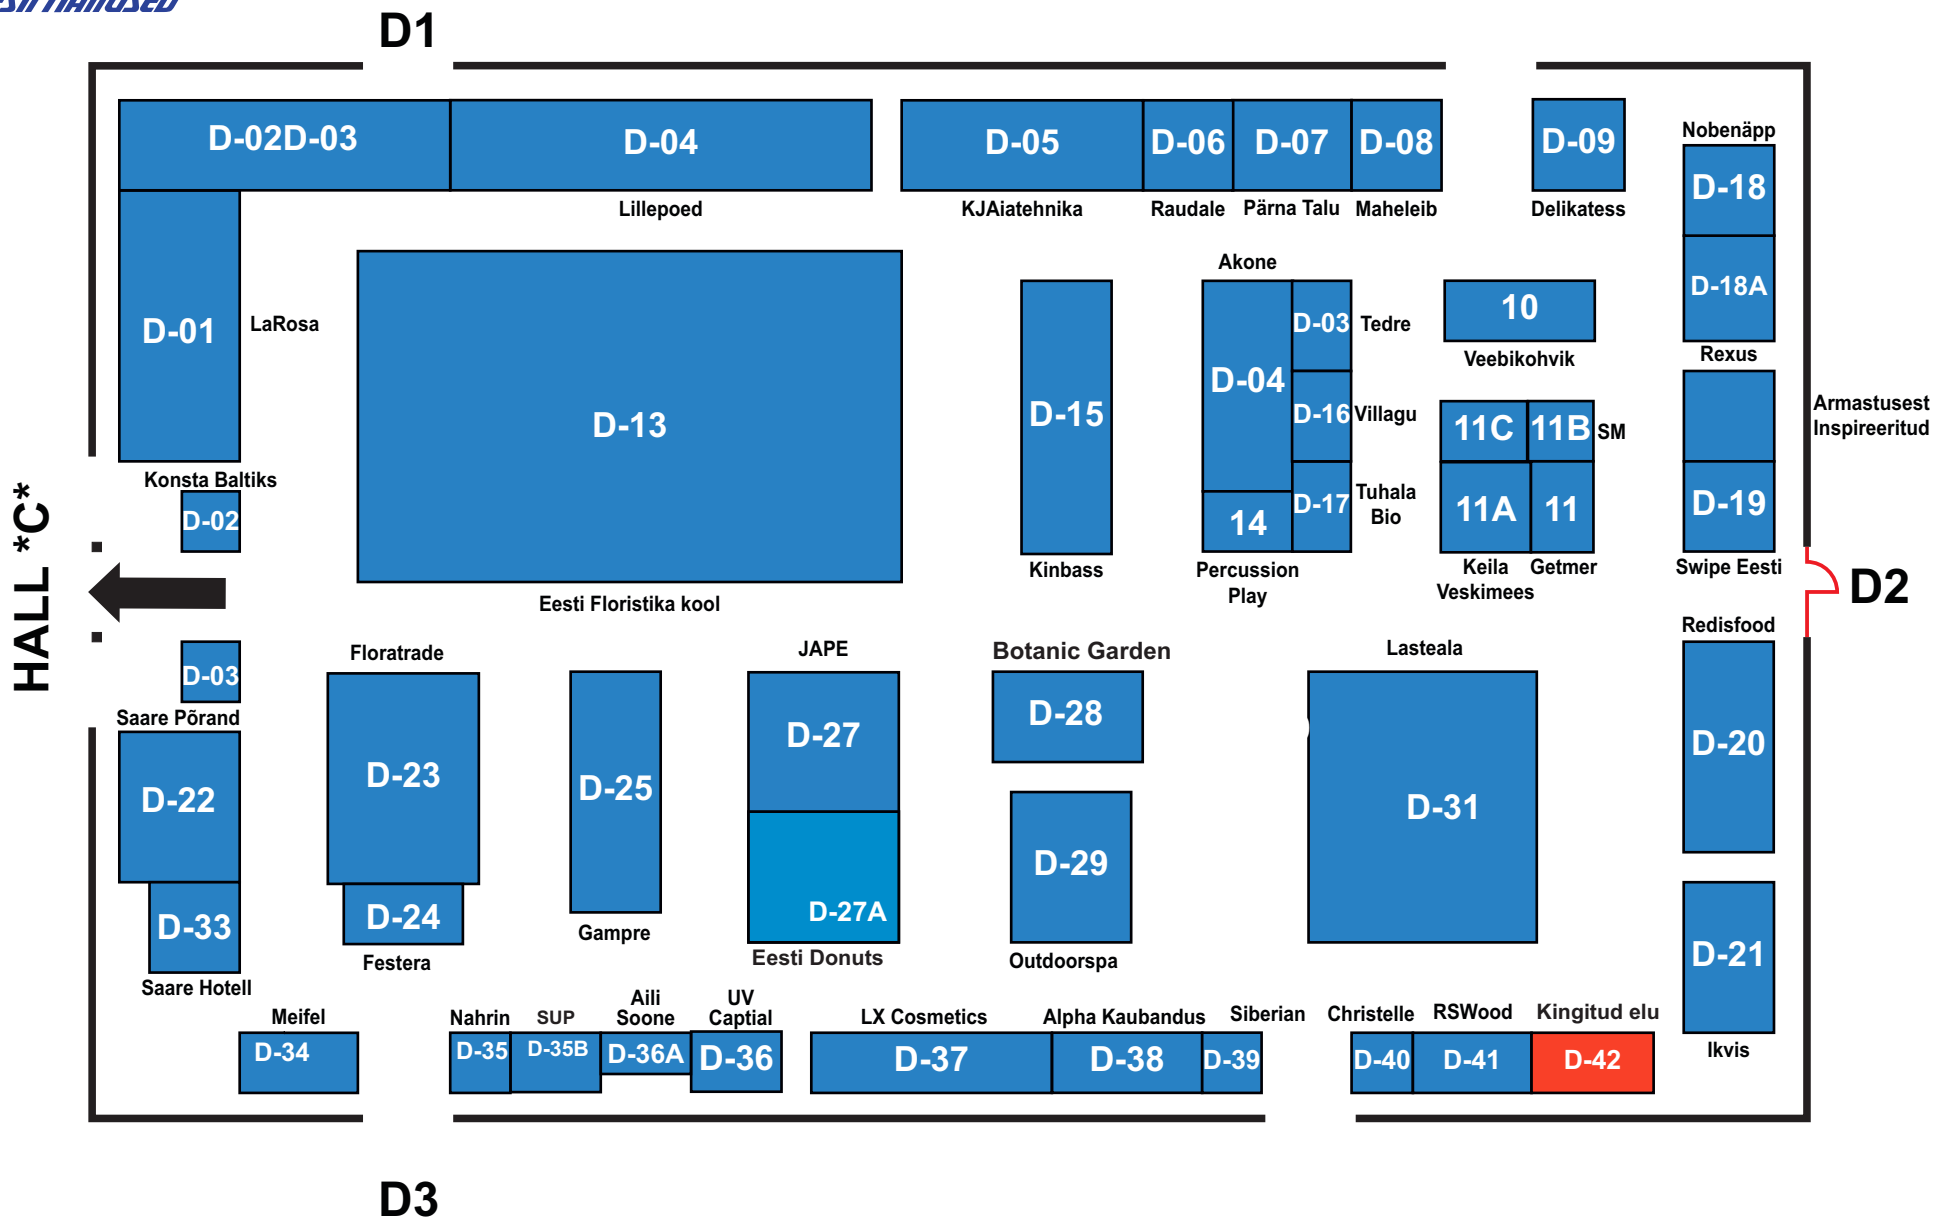 D1
D-02D-03
D-04
D-05
D-06
D-07
D-08
D-09
Nobenäpp
D-18
Lillepoed
KJAiatehnika
Raudale
Pärna Talu
Maheleib
Delikatess
D-01
LaRosa
D-13
D-15
Akone
D-03
Tedre
D-04
D-16
Villagu
14
D-17
Tuhala
Bio
10
Veebikohvik
D-18A
Rexus
11C
11B
SM
11A
11
Armastusest
Inspireeritud
D-19
Konsta Baltiks
D-02
HALL *C*
Eesti Floristika kool
Kinbass
Percussion
Play
Keila
Veskimees
Getmer
Swipe Eesti
D2
D-03
Saare Põrand
Floratrade
JAPE
Botanic Garden
Lasteala
Redisfood
D-22
D-23
D-25
D-27
D-28
D-31
D-20
D-33
D-24
D-27A
D-29
D-21
Saare Hotell
Festera
Gampre
Eesti Donuts
Outdoorspa
Ikvis
Meifel
Nahrin
SUP
Aili
Soone
UV
Captial
LX Cosmetics
Alpha Kaubandus
Siberian
Christelle
RSWood
Kingitud elu
D-34
D-35
D-35B
D-36A
D-36
D-37
D-38
D-39
D-40
D-41
D-42
D3